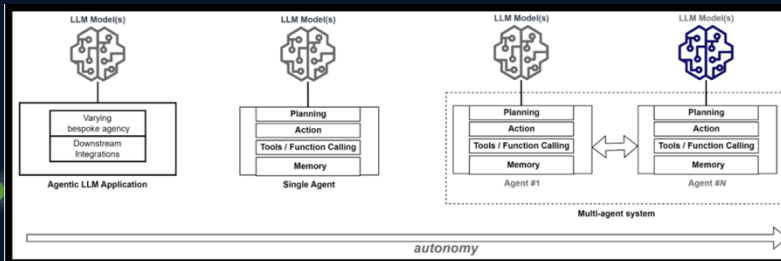 LLM Model(s)
Varying
bespoke agency
Downstream
Integrations
Agentic LLM Application
LLM Model(s)
Planning
Action
Tools / Function Calling
Memory
Single Agent
LLM Model(s)
Planning
Action
Tools / Function Calling
Memory
Agent #1
LLM Model(s)
Planning
Action
Tools / Function Calling
Memory
Agent #N
Multi-agent system
autonomy